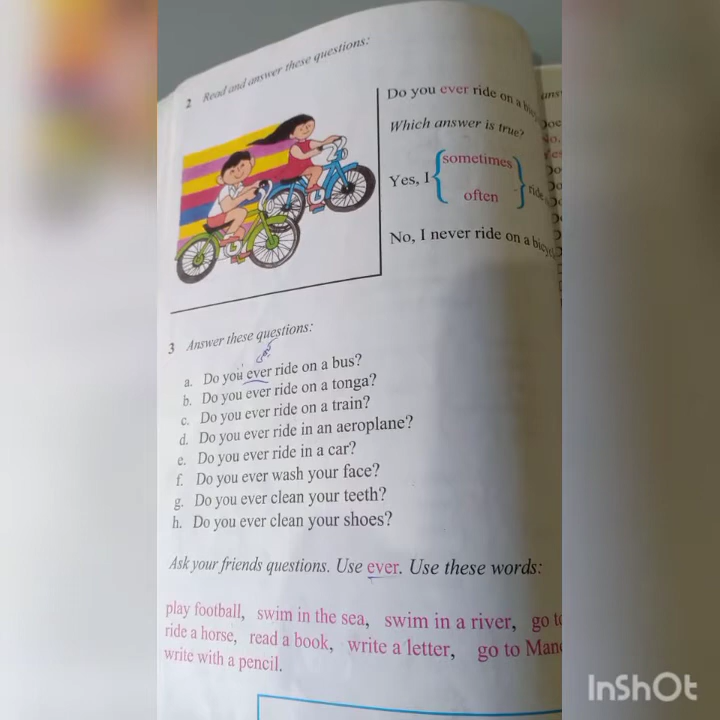 2 Read and answer these questions:
Do you ever ride on a
Which answer is true?
sometimes
Yes, I
often
ride
No, I never ride on a
3 Answer these questions:
a. Do you ever ride on a bus?
b. Do you ever ride on a tonga?
c. Do you ever ride on a train?
d. Do you ever ride in an aeroplane?
e. Do you ever ride in a car?
f. Do you ever wash your face?
g. Do you ever clean your teeth?
h. Do you ever clean your shoes?
Ask your friends questions. Use ever. Use these words:
play football, swim in the sea, swim in a river, go to
ride a horse, read a book, write a letter, go to
write with a pencil.
InShOt